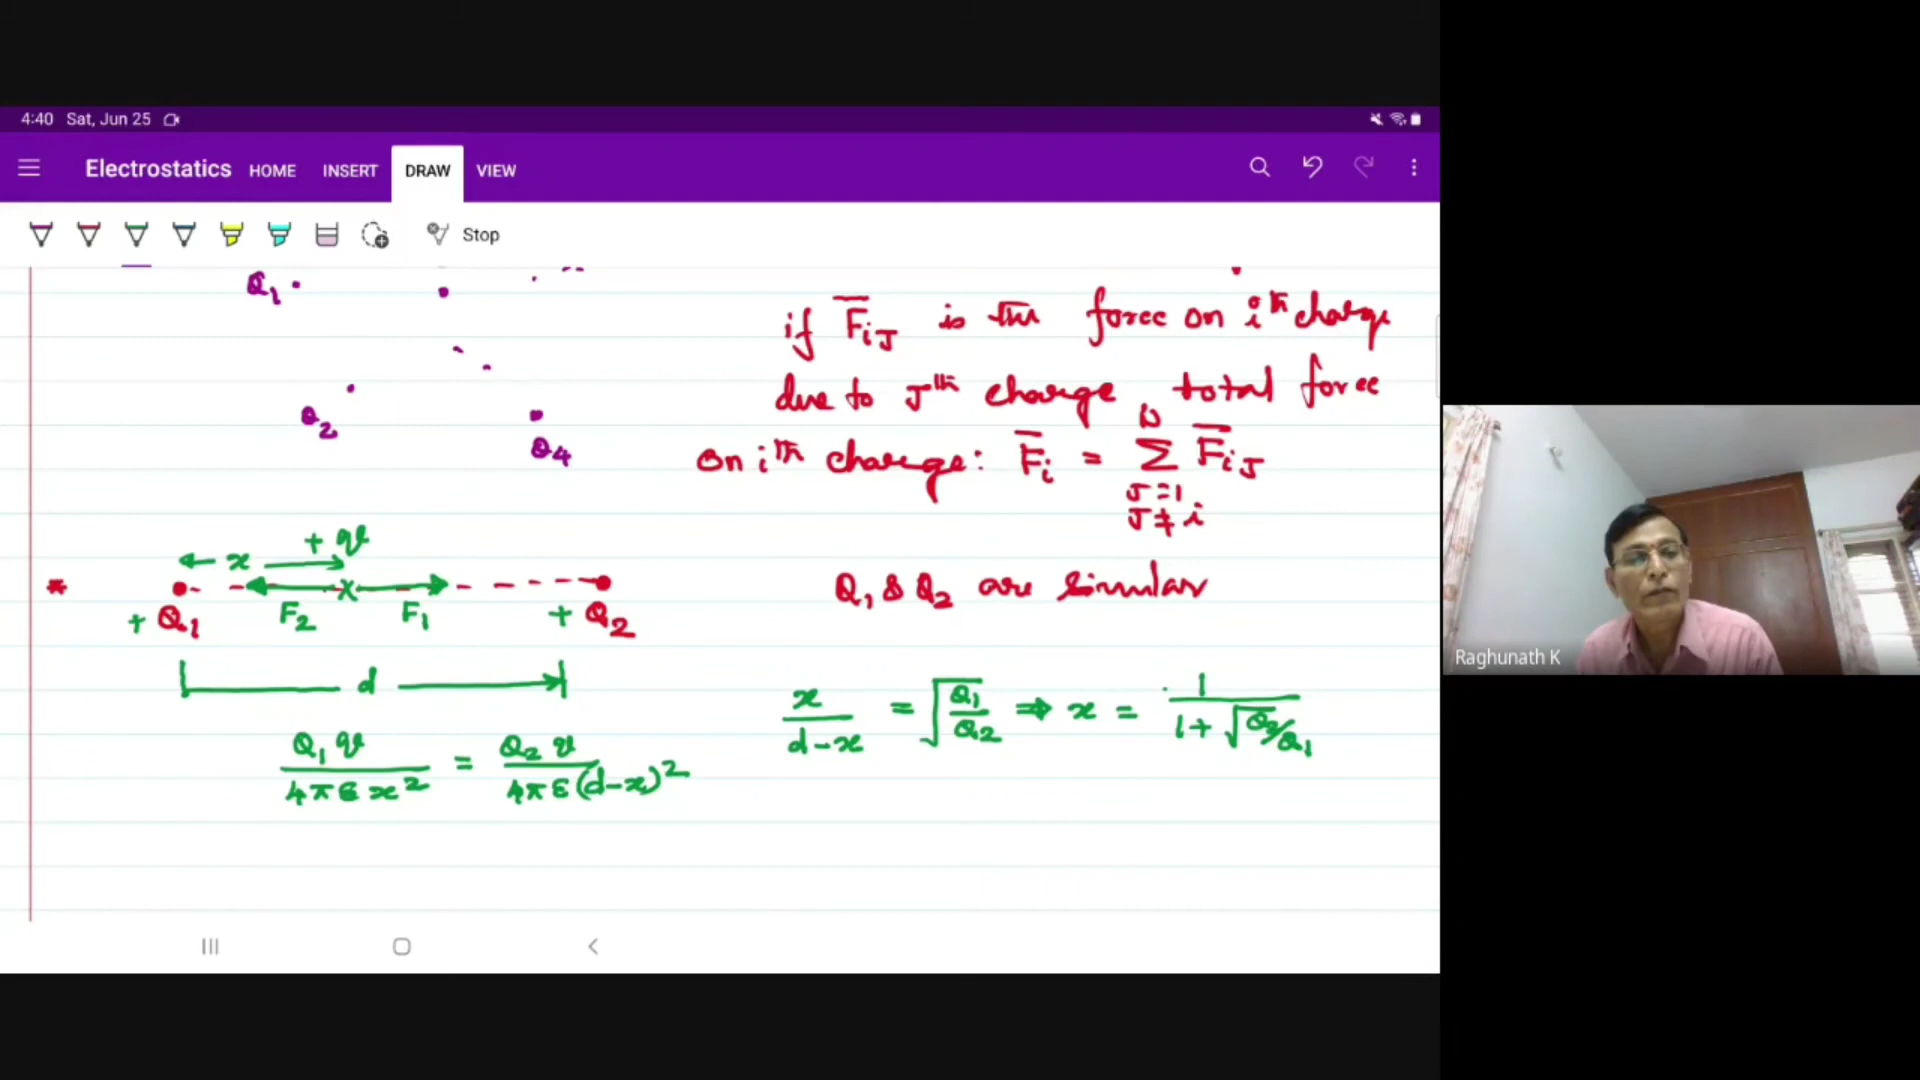 4:40 Sat, Jun 25
Electrostatics HOME INSERT DRAW VIEW
Stop
Q₁
Q₂
Q₄
if F̅ᵢJ is the force on iᵗʰ charge
due to Jᵗʰ charge total force
on iᵗʰ charge: F̅ᵢ = Σ F̅ᵢJ
J=1
J≠i
+q
x
* x
+Q₁ F₂ F₁ +Q₂
Q₁ & Q₂ are similar
d
Q₁q/4πεx² = Q₂q/4πε(d-x)²
x/d-x = √Q₁/Q₂ ⇒ x = 1/1+√Q₂/Q₁
Raghunath K